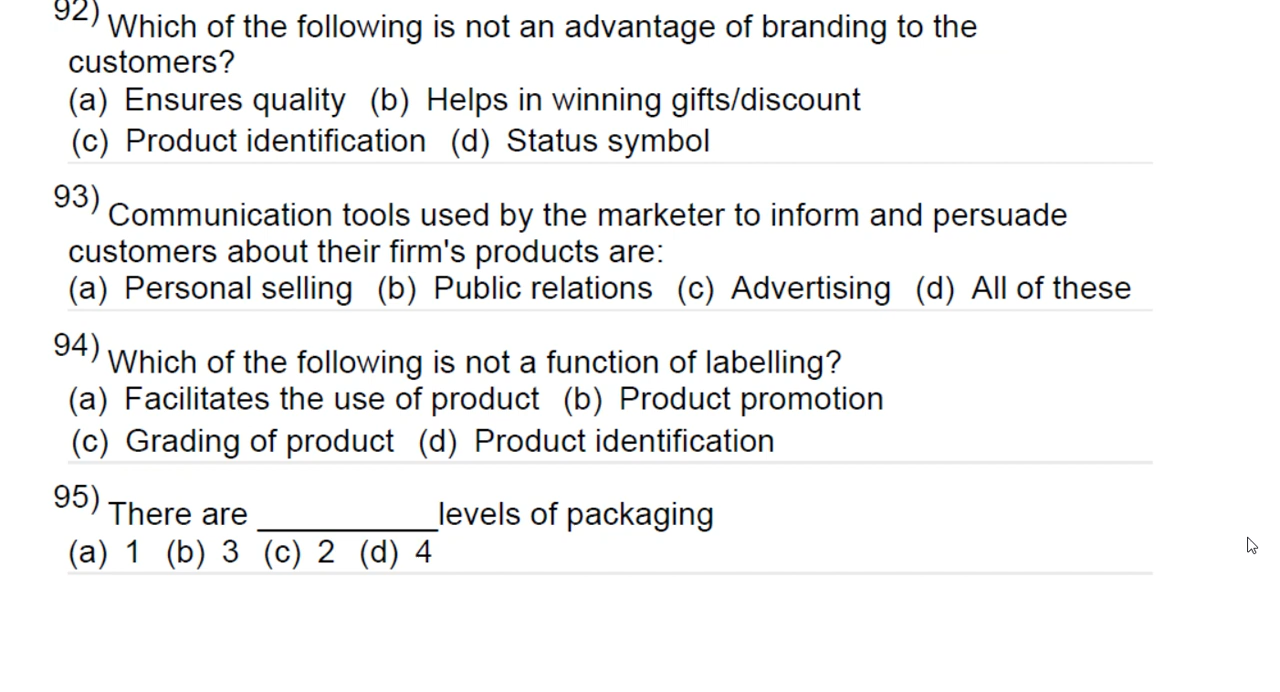 92) Which of the following is not an advantage of branding to the
customers?
(a) Ensures quality (b) Helps in winning gifts/discount
(c) Product identification (d) Status symbol
93) Communication tools used by the marketer to inform and persuade
customers about their firm's products are:
(a) Personal selling (b) Public relations (c) Advertising (d) All of these
94) Which of the following is not a function of labelling?
(a) Facilitates the use of product (b) Product promotion
(c) Grading of product (d) Product identification
95) There are __________levels of packaging
(a) 1 (b) 3 (c) 2 (d) 4